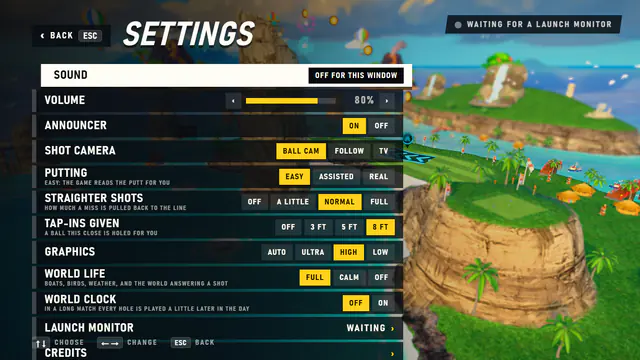 ‹ BACK ESC SETTINGS
WAITING FOR A LAUNCH MONITOR
SOUND OFF FOR THIS WINDOW
VOLUME ‹ 80% ›
ANNOUNCER ON OFF
SHOT CAMERA BALL CAM FOLLOW TV
PUTTING EASY ASSISTED REAL
EASY: THE GAME READS THE PUTT FOR YOU
STRAIGHTER SHOTS OFF A LITTLE NORMAL FULL
HOW MUCH A MISS IS PULLED BACK TO THE LINE
TAP-INS GIVEN OFF 3 FT 5 FT 8 FT
A BALL THIS CLOSE IS HOLED FOR YOU
GRAPHICS AUTO ULTRA HIGH LOW
WORLD LIFE FULL CALM OFF
BOATS, BIRDS, WEATHER, AND THE WORLD ANSWERING A SHOT
WORLD CLOCK OFF ON
IN A LONG MATCH EVERY HOLE IS PLAYED A LITTLE LATER IN THE DAY
LAUNCH MONITOR WAITING ›
↑↓ CHOOSE ←→ CHANGE ESC BACK
CREDITS ›